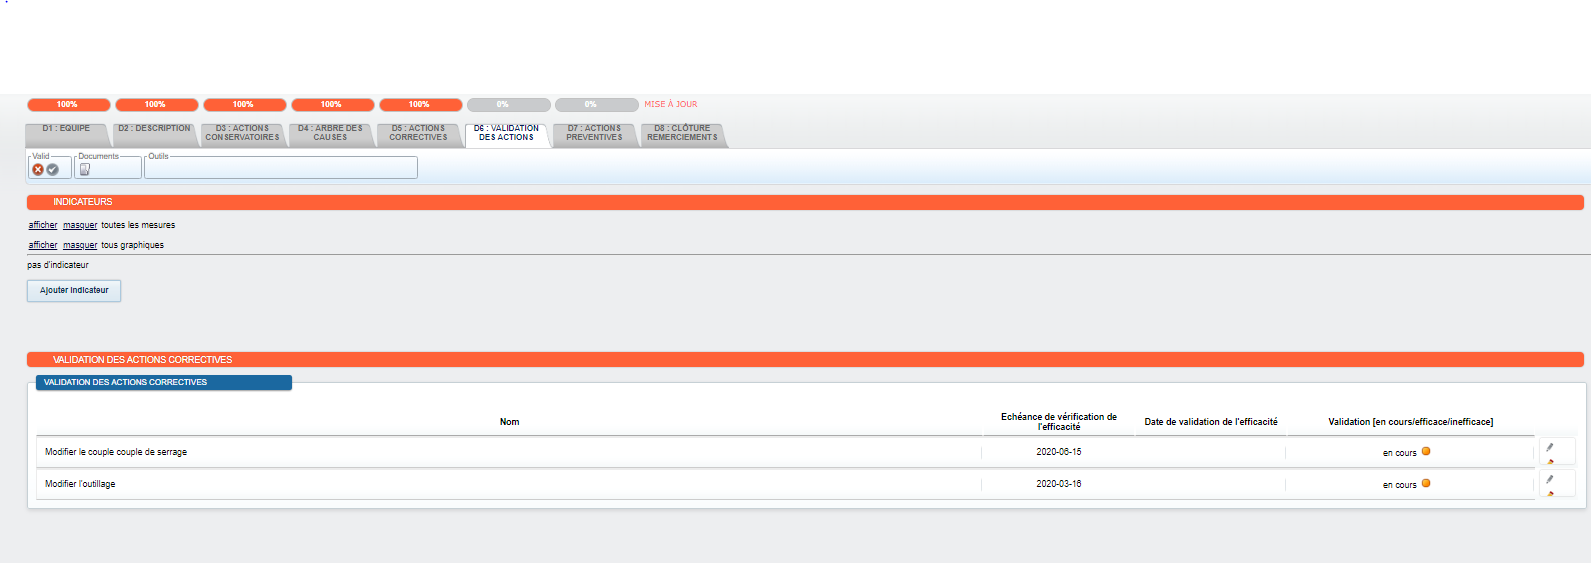 100% 100% 100% 100% 100% 0% 0% MISE À JOUR
D1 : EQUIPE
D2 : DESCRIPTION
D3 : ACTIONS
CONSERVATOIRES
D4 : ARBRE DES
CAUSES
D5 : ACTIONS
CORRECTIVES
D6 : VALIDATION
DES ACTIONS
D7 : ACTIONS
PREVENTIVES
D8 : CLÔTURE
REMERCIEMENTS
Valid Documents Outils
INDICATEURS
afficher masquer toutes les mesures
afficher masquer tous graphiques
pas d'indicateur
Ajouter Indicateur
VALIDATION DES ACTIONS CORRECTIVES
VALIDATION DES ACTIONS CORRECTIVES
Nom
Echéance de vérification de
l'efficacité
Date de validation de l'efficacité
Validation [en cours/efficace/inefficace]
Modifier le couple couple de serrage 2020-06-15 en cours
Modifier l'outillage 2020-03-16 en cours